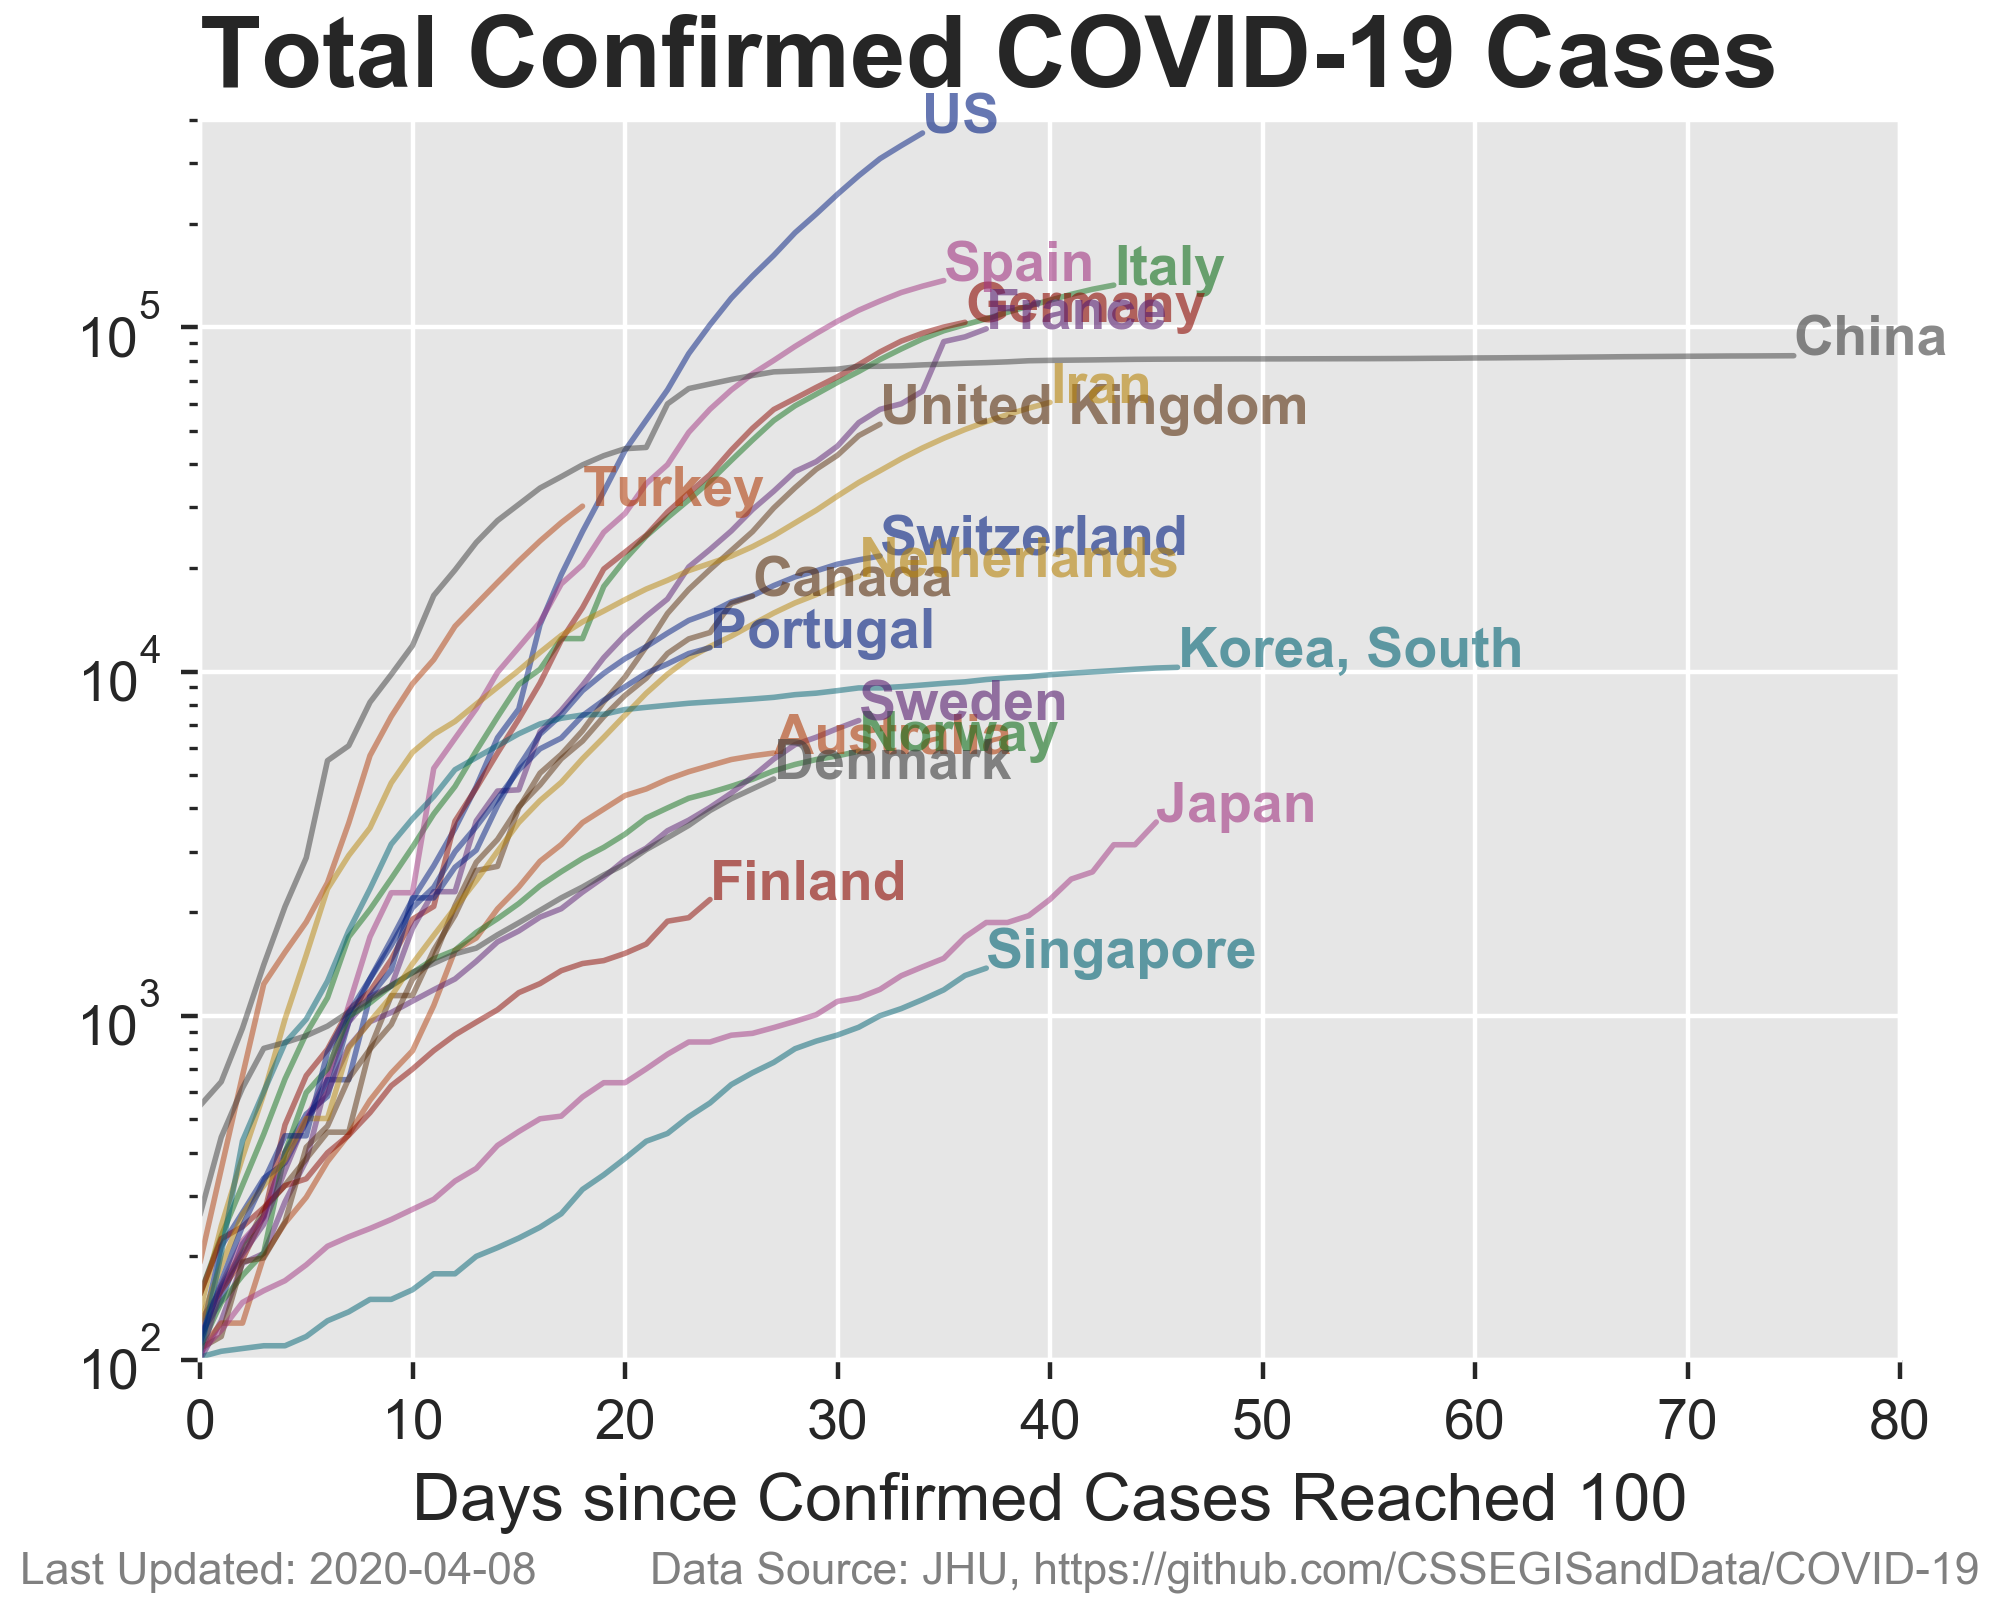 Total Confirmed COVID-19 Cases
US
Spain
Italy
Germany
France
China
Iran
United Kingdom
Turkey
Switzerland
Netherlands
Canada
Portugal
Korea, South
Sweden
Australia
Norway
Denmark
Japan
Finland
Singapore
10^5
10^4
10^3
10^2
0 10 20 30 40 50 60 70 80
Days since Confirmed Cases Reached 100
Last Updated: 2020-04-08 Data Source: JHU, https://github.com/CSSEGISandData/COVID-19